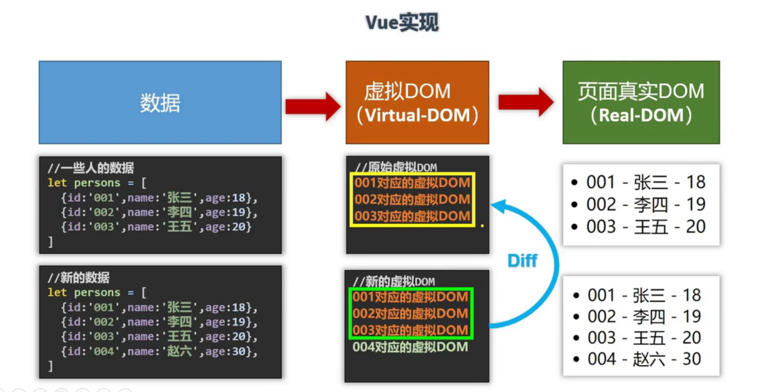 Vue实现
数据
虚拟DOM
（Virtual-DOM）
页面真实DOM
（Real-DOM）
//一些人的数据
let persons = [
{id:'001',name:'张三',age:18},
{id:'002',name:'李四',age:19},
{id:'003',name:'王五',age:20}
]
//原始虚拟DOM
001对应的虚拟DOM
002对应的虚拟DOM
003对应的虚拟DOM
• 001 - 张三 - 18
• 002 - 李四 - 19
• 003 - 王五 - 20
Diff
//新的数据
let persons = [
{id:'001',name:'张三',age:18},
{id:'002',name:'李四',age:19},
{id:'003',name:'王五',age:20},
{id:'004',name:'赵六',age:30},
]
//新的虚拟DOM
001对应的虚拟DOM
002对应的虚拟DOM
003对应的虚拟DOM
004对应的虚拟DOM
• 001 - 张三 - 18
• 002 - 李四 - 19
• 003 - 王五 - 20
• 004 - 赵六 - 30